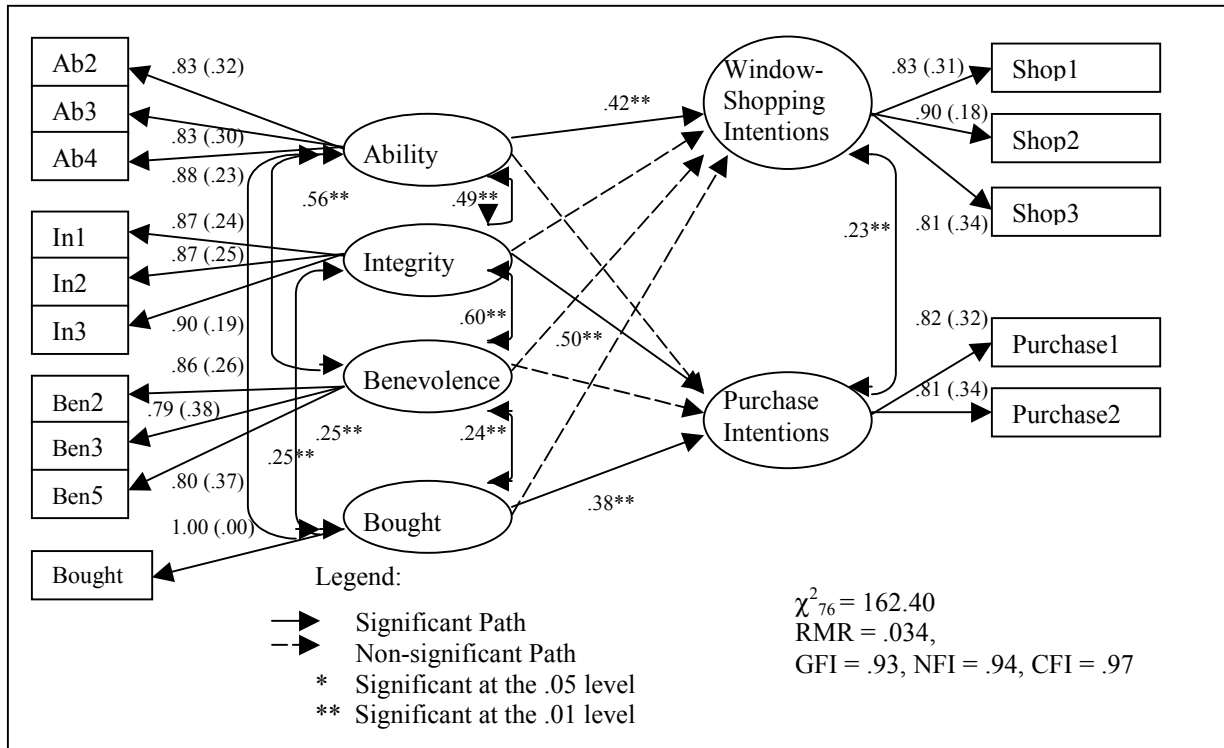 Ab2
Ab3
Ab4
.83 (.32)
.83 (.30)
.88 (.23)
In1
In2
In3
.87 (.24)
.87 (.25)
.90 (.19)
Ben2
Ben3
Ben5
.86 (.26)
.79 (.38)
.80 (.37)
Bought
1.00 (.00)
Ability
Integrity
Benevolence
Bought
.56**
.49**
.60**
.25**
.25**
.24**
.42**
.50**
.38**
Window-
Shopping
Intentions
Purchase
Intentions
.23**
.83 (.31)
.90 (.18)
.81 (.34)
Shop1
Shop2
Shop3
.82 (.32)
.81 (.34)
Purchase1
Purchase2
Legend:
Significant Path
Non-significant Path
* Significant at the .05 level
** Significant at the .01 level
χ²₇₆ = 162.40
RMR = .034,
GFI = .93, NFI = .94, CFI = .97